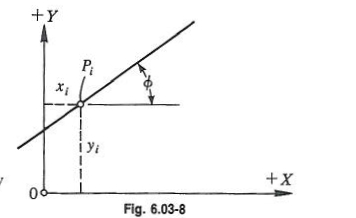 +Y
P_i
x_i
ϕ
y_i
0
+X
Fig. 6.03-8